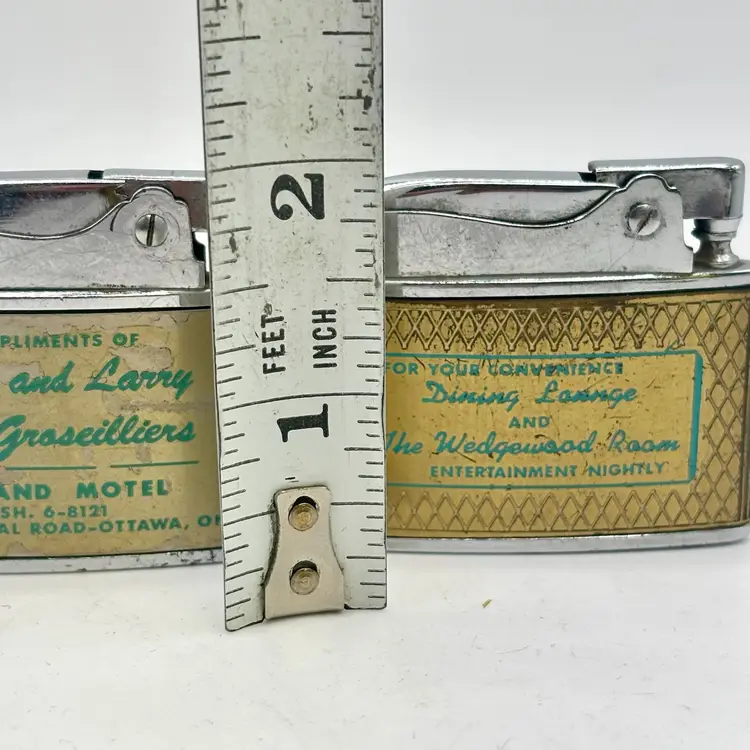 PLIMENTS OF
and Larry
Groseilliers
AND MOTEL
SH. 6-8121
AL ROAD-OTTAWA, ON
2
FEET
INCH
1
FOR YOUR CONVENIENCE
Dining Lounge
AND
The Wedgewood Room
ENTERTAINMENT NIGHTLY